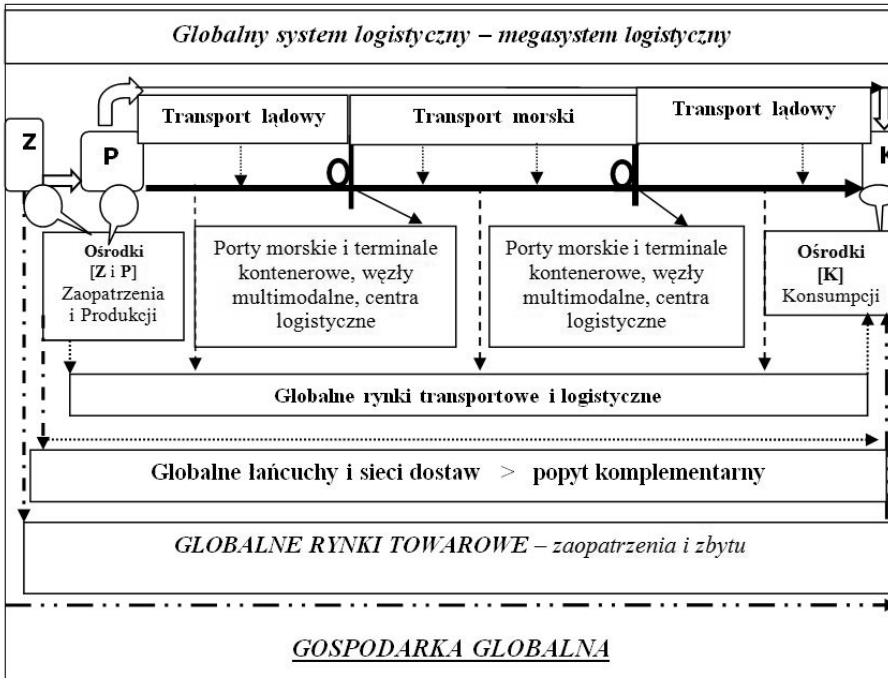 Globalny system logistyczny – megasystem logistyczny
Transport lądowy
Transport morski
Transport lądowy
Z
P
K
O
O
Ośrodki
[Z i P]
Zaopatrzenia
i Produkcji
Porty morskie i terminale
kontenerowe, węzły
multimodalne, centra
logistyczne
Porty morskie i terminale
kontenerowe, węzły
multimodalne, centra
logistyczne
Ośrodki
[K]
Konsumpcji
Globalne rynki transportowe i logistyczne
Globalne łańcuchy i sieci dostaw > popyt komplementarny
GLOBALNE RYNKI TOWAROWE – zaopatrzenia i zbytu
GOSPODARKA GLOBALNA